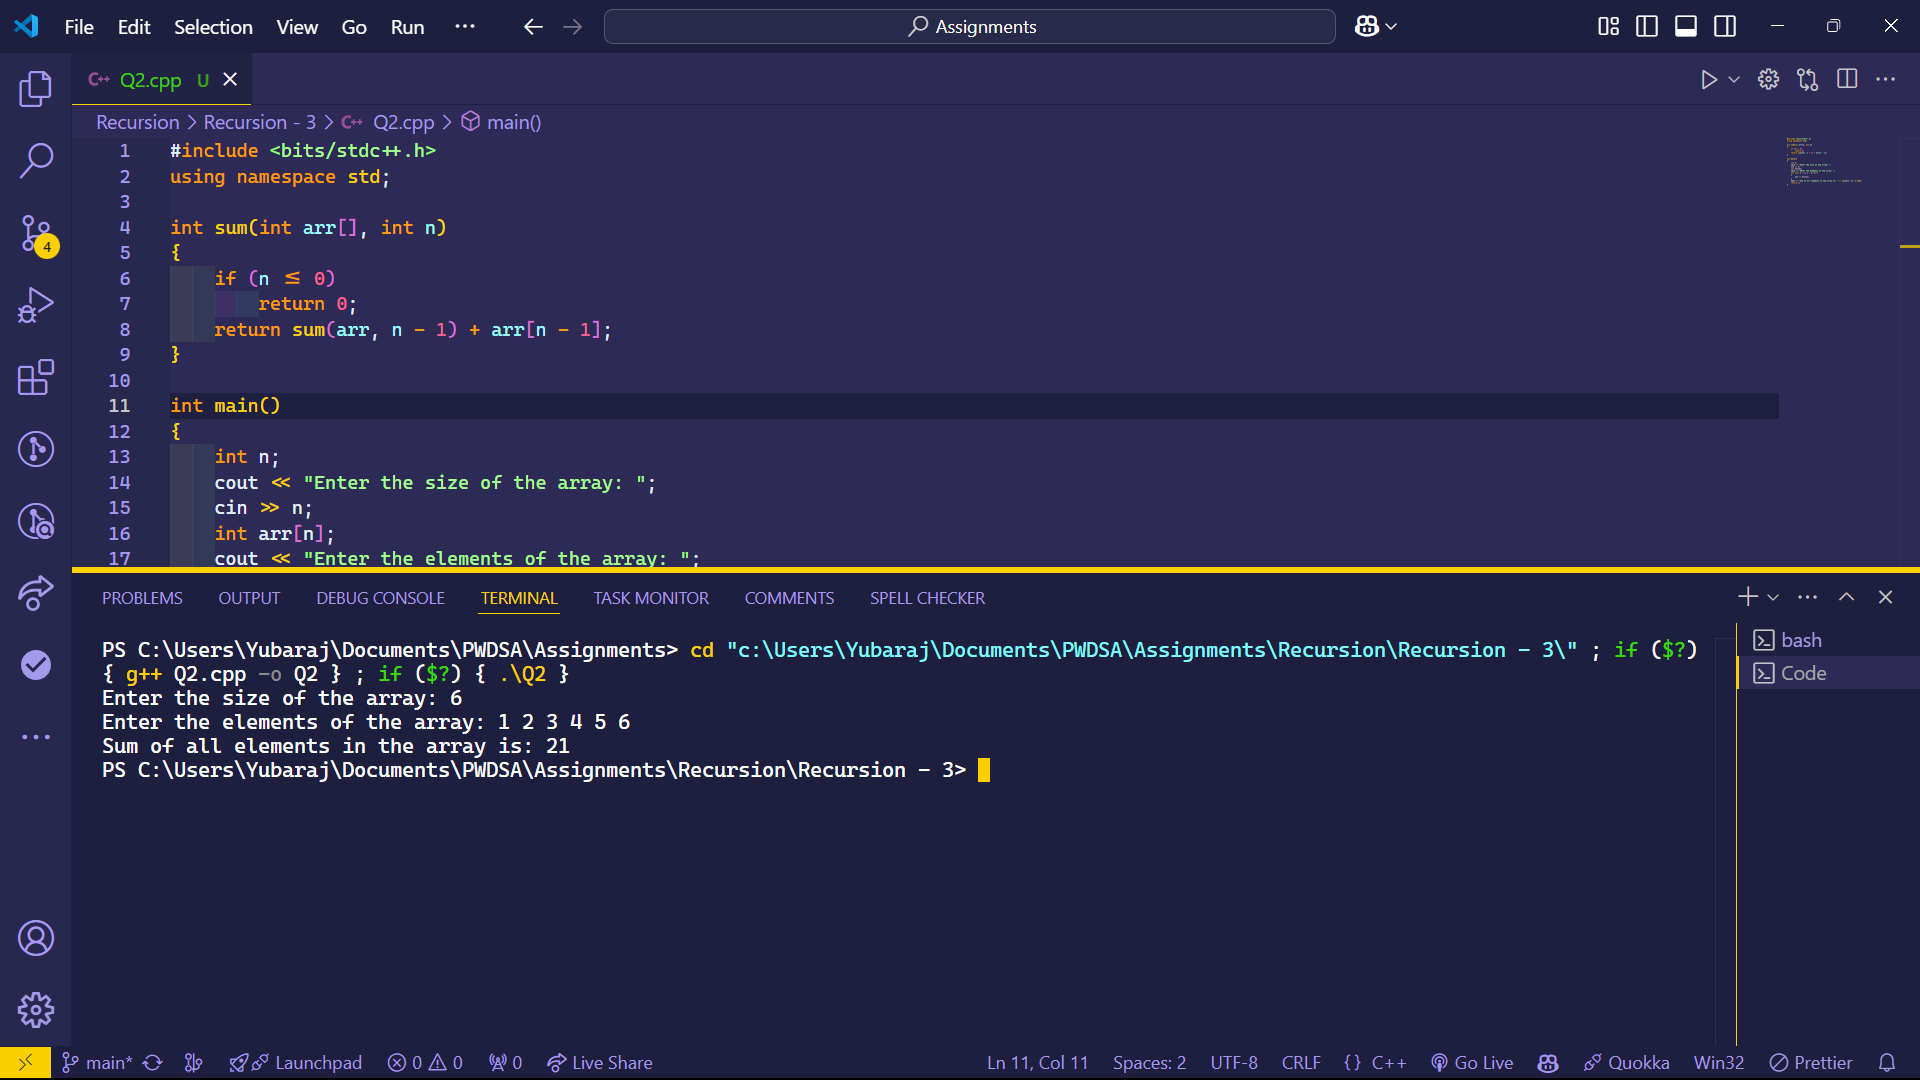 File Edit Selection View Go Run ··· Assignments
C++ Q2.cpp U
Recursion > Recursion - 3 > C++ Q2.cpp > main()
1 #include <bits/stdc++.h>
2 using namespace std;
3
4 int sum(int arr[], int n)
5 {
6 if (n ≤ 0)
7 return 0;
8 return sum(arr, n - 1) + arr[n - 1];
9 }
10
11 int main()
12 {
13 int n;
14 cout << "Enter the size of the array: ";
15 cin >> n;
16 int arr[n];
17 cout << "Enter the elements of the array: ";
4
PROBLEMS OUTPUT DEBUG CONSOLE TERMINAL TASK MONITOR COMMENTS SPELL CHECKER
PS C:\Users\Yubaraj\Documents\PWDSA\Assignments> cd "c:\Users\Yubaraj\Documents\PWDSA\Assignments\Recursion\Recursion - 3\" ; if ($?)
{ g++ Q2.cpp -o Q2 } ; if ($?) { .\Q2 }
Enter the size of the array: 6
Enter the elements of the array: 1 2 3 4 5 6
Sum of all elements in the array is: 21
PS C:\Users\Yubaraj\Documents\PWDSA\Assignments\Recursion\Recursion - 3>
bash
Code
main* Launchpad 0 0 0 Live Share Ln 11, Col 11 Spaces: 2 UTF-8 CRLF {} C++ Go Live Quokka Win32 Prettier